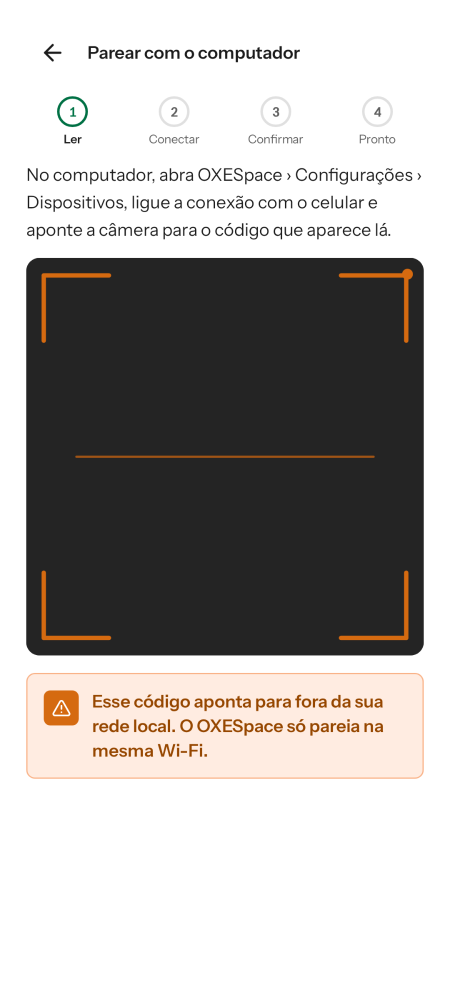 Parear com o computador
1
2
3
4
Ler
Conectar
Confirmar
Pronto
No computador, abra OXESpace › Configurações ›
Dispositivos, ligue a conexão com o celular e
aponte a câmera para o código que aparece lá.
Esse código aponta para fora da sua
rede local. O OXESpace só pareia na
mesma Wi-Fi.